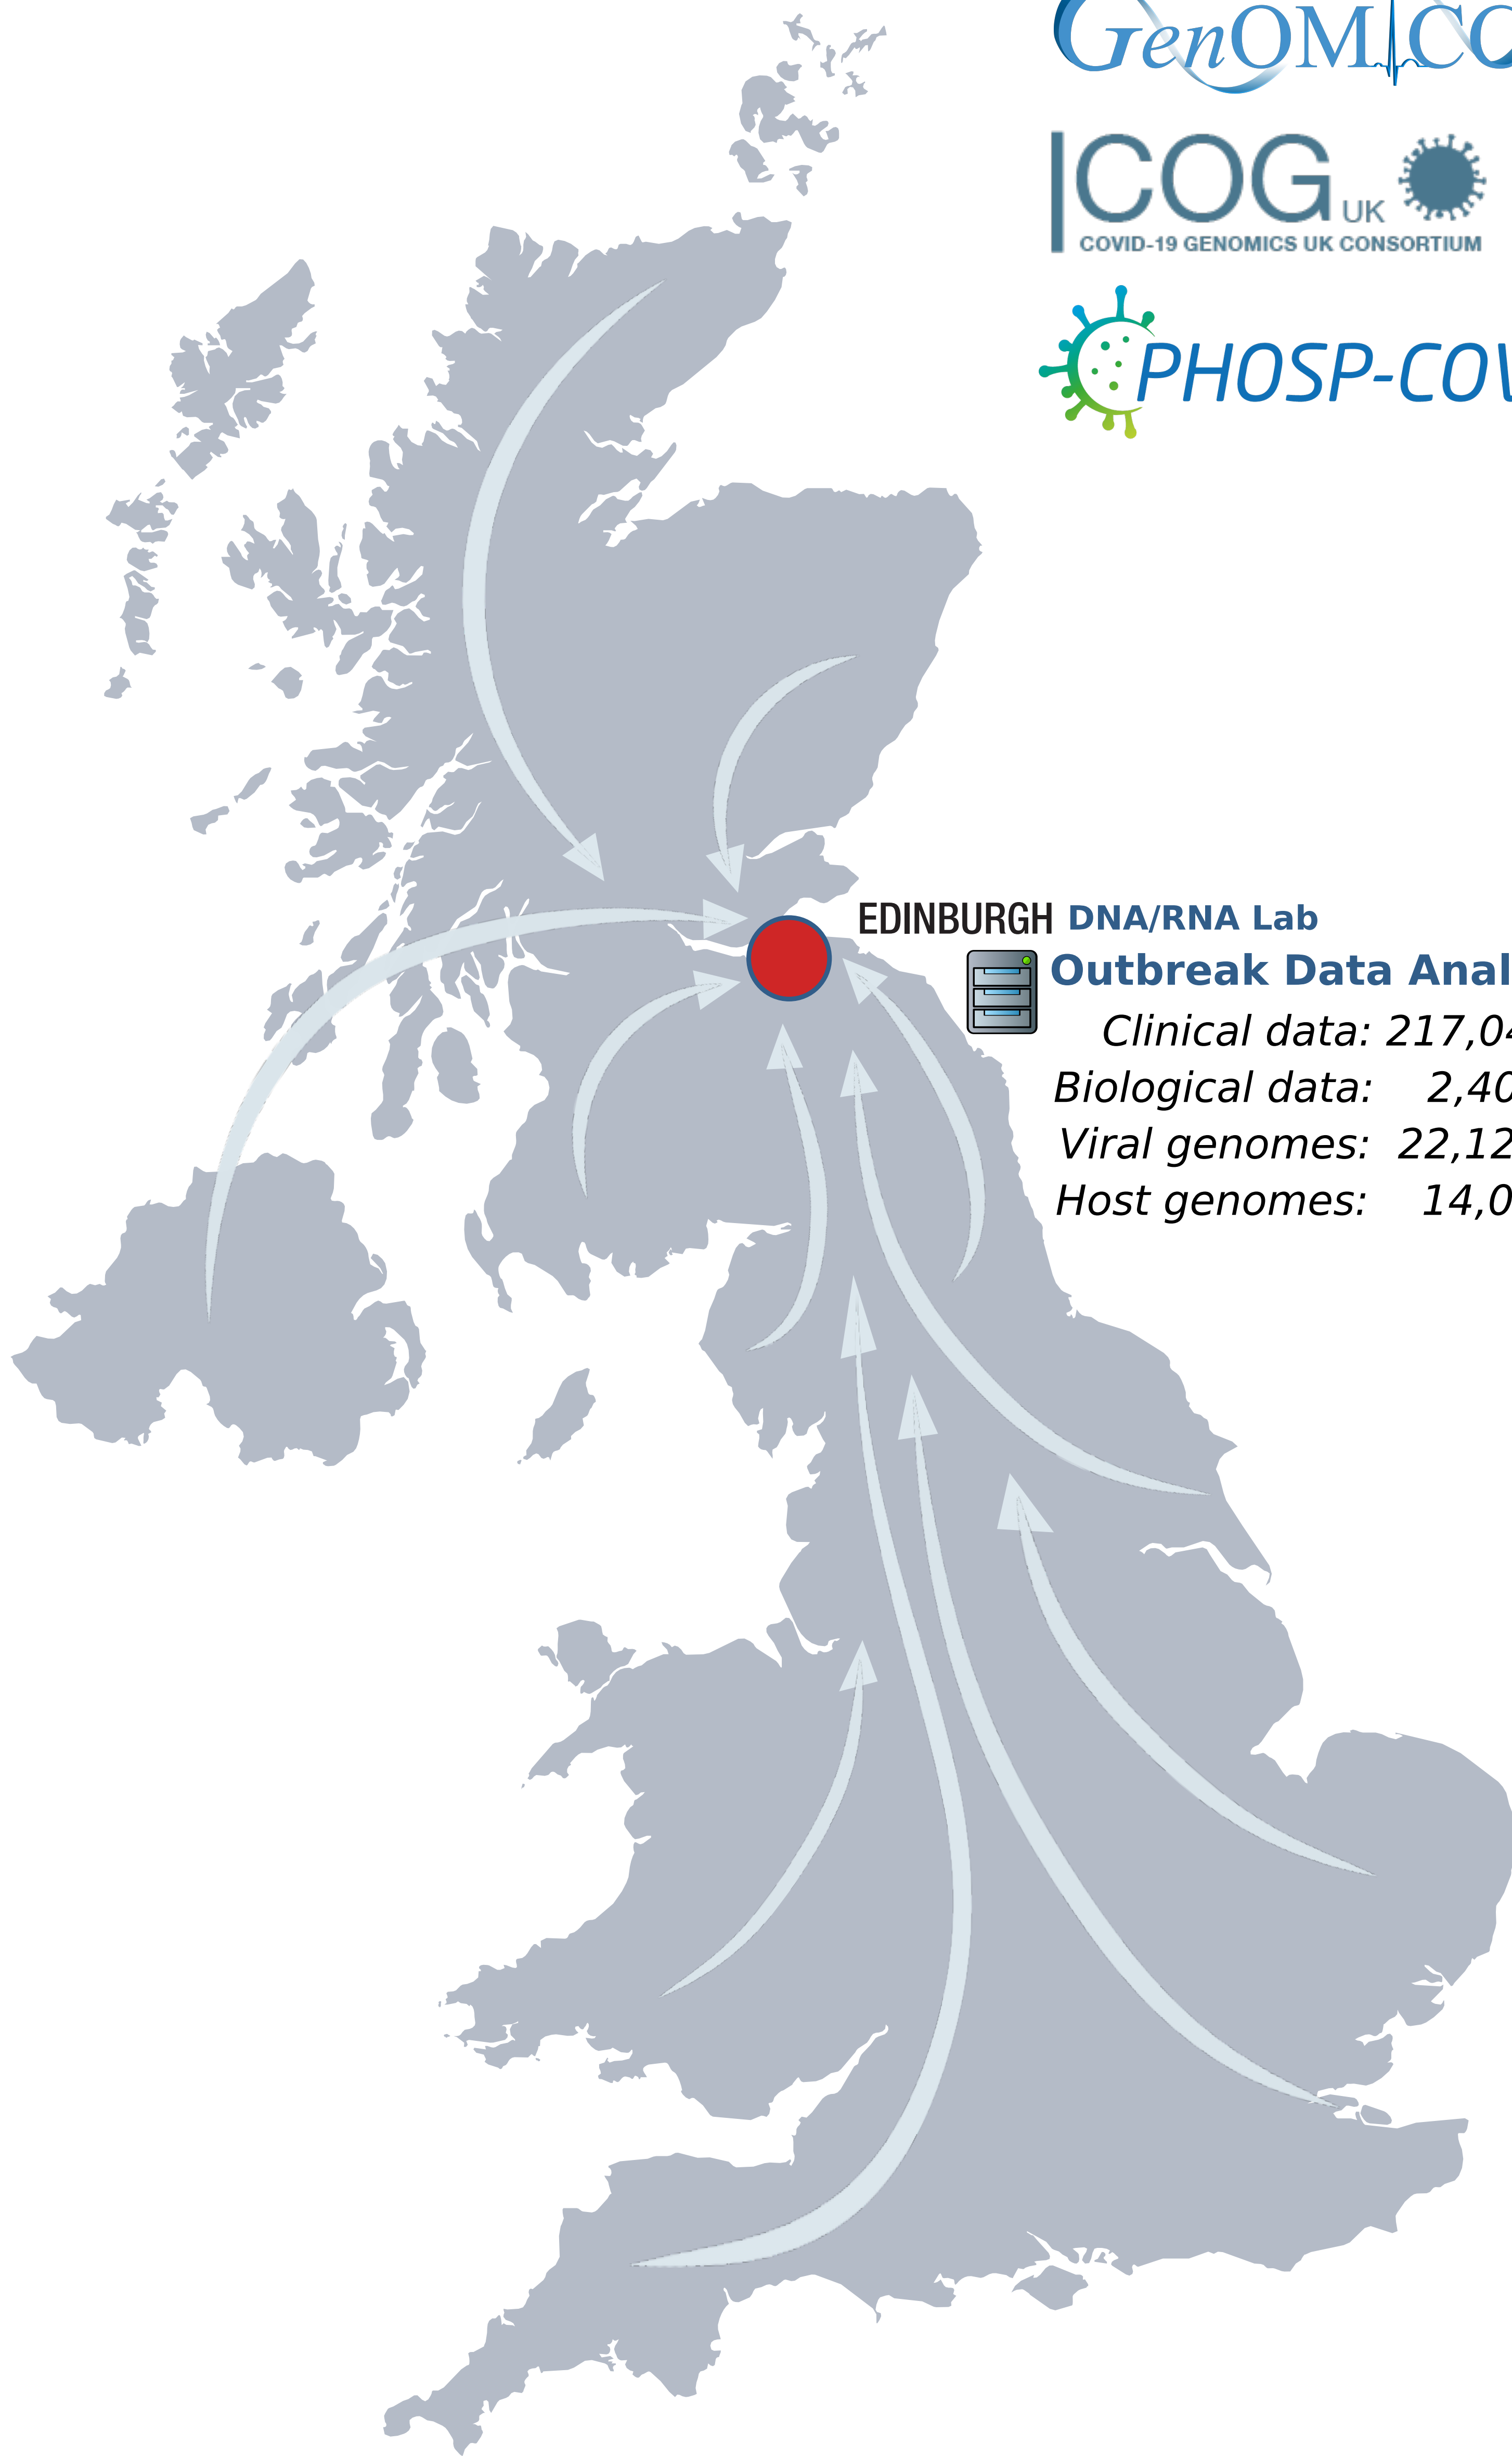 GenOMICC
COG UK
COVID-19 GENOMICS UK CONSORTIUM
PHOSP-COV
EDINBURGH DNA/RNA Lab
Outbreak Data Anal
Clinical data: 217,04
Biological data: 2,40
Viral genomes: 22,12
Host genomes: 14,0